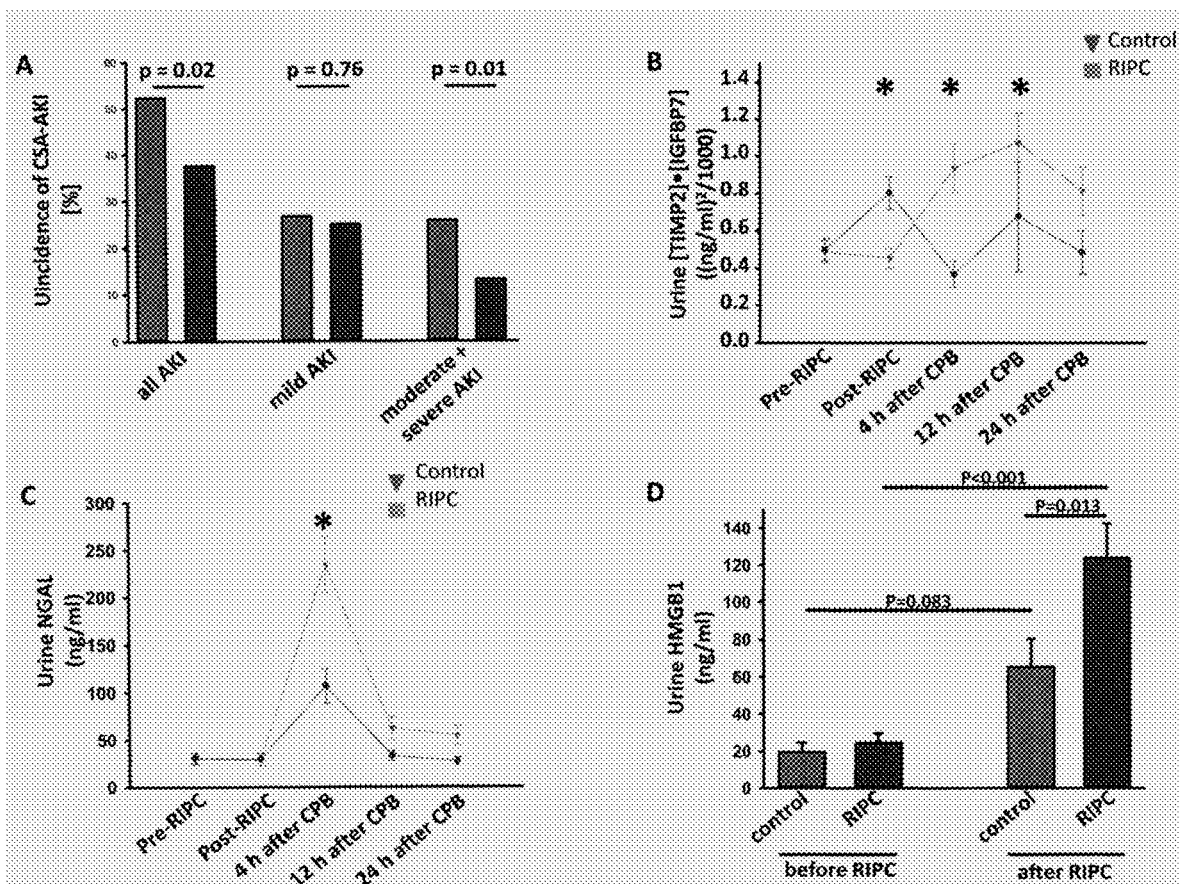 A
p = 0.02
p = 0.76
p = 0.01
Uincidence of CSA-AKI
[%]
0
all AKI
mild AKI
moderate +
severe AKI
B
Control
RIPC
*
*
*
Urine [TIMP2]•[IGFBP7]
((ng/ml)²/1000)
1.4
1.2
1.0
0.8
0.6
0.4
0.2
0.0
Pre-RIPC
Post-RIPC
4 h after CPB
12 h after CPB
24 h after CPB
C
Control
RIPC
*
Urine NGAL
(ng/ml)
300
250
200
150
100
50
0
Pre-RIPC
Post-RIPC
4 h after CPB
12 h after CPB
24 h after CPB
D
P<0.001
P=0.013
P=0.083
Urine HMGB1
(ng/ml)
140
120
100
80
60
40
20
0
control
RIPC
control
RIPC
before RIPC
after RIPC